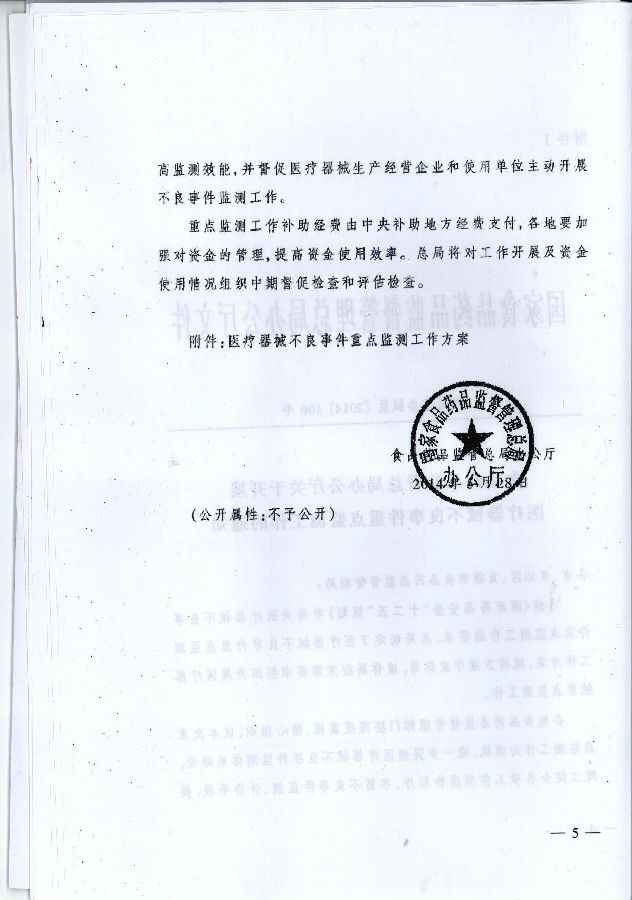 高监测效能,并督促医疗器械生产经营企业和使用单位主动开展
不良事件监测工作。
重点监测工作补助经费由中央补助地方经费支付,各地要加
强对资金的管理,提高资金使用效率。总局将对工作开展及资金
使用情况组织中期督促检查和评估检查。
附件:医疗器械不良事件重点监测工作方案
国家食品药品监督管理总局
办公厅
食品药品监管总局办公厅
2014年 月28日
(公开属性:不予公开)
— 5 —